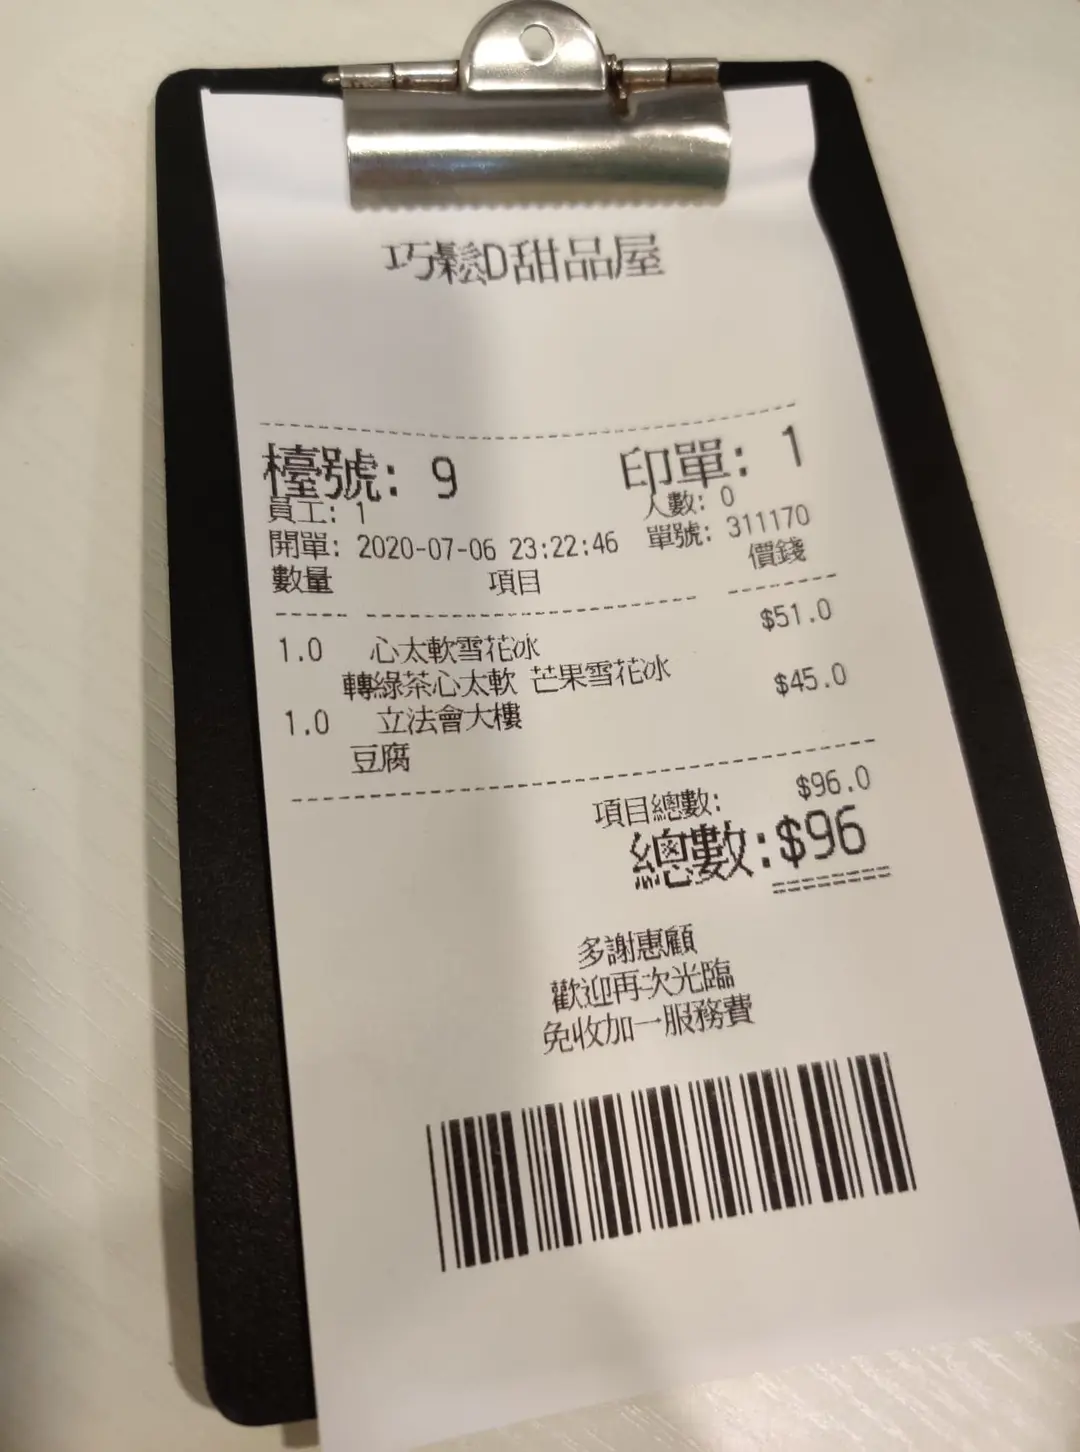 巧鬆D甜品屋
檯號: 9 印單: 1
員工: 1 人數: 0
開單: 2020-07-06 23:22:46 單號: 311170
數量 項目 價錢
1.0 心太軟雪花冰 $51.0
轉綠茶心太軟 芒果雪花冰
1.0 立法會大樓 $45.0
豆腐
項目總數: $96.0
總數:$96
多謝惠顧
歡迎再次光臨
免收加一服務費